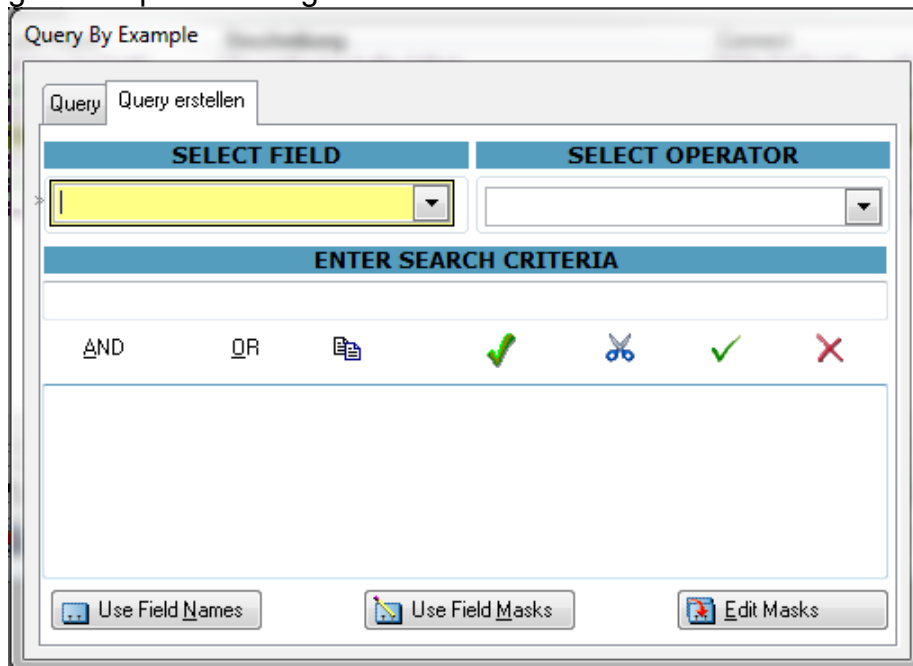 Query By Example
Query Query erstellen
SELECT FIELD SELECT OPERATOR
ENTER SEARCH CRITERIA
AND OR
Use Field Names Use Field Masks Edit Masks